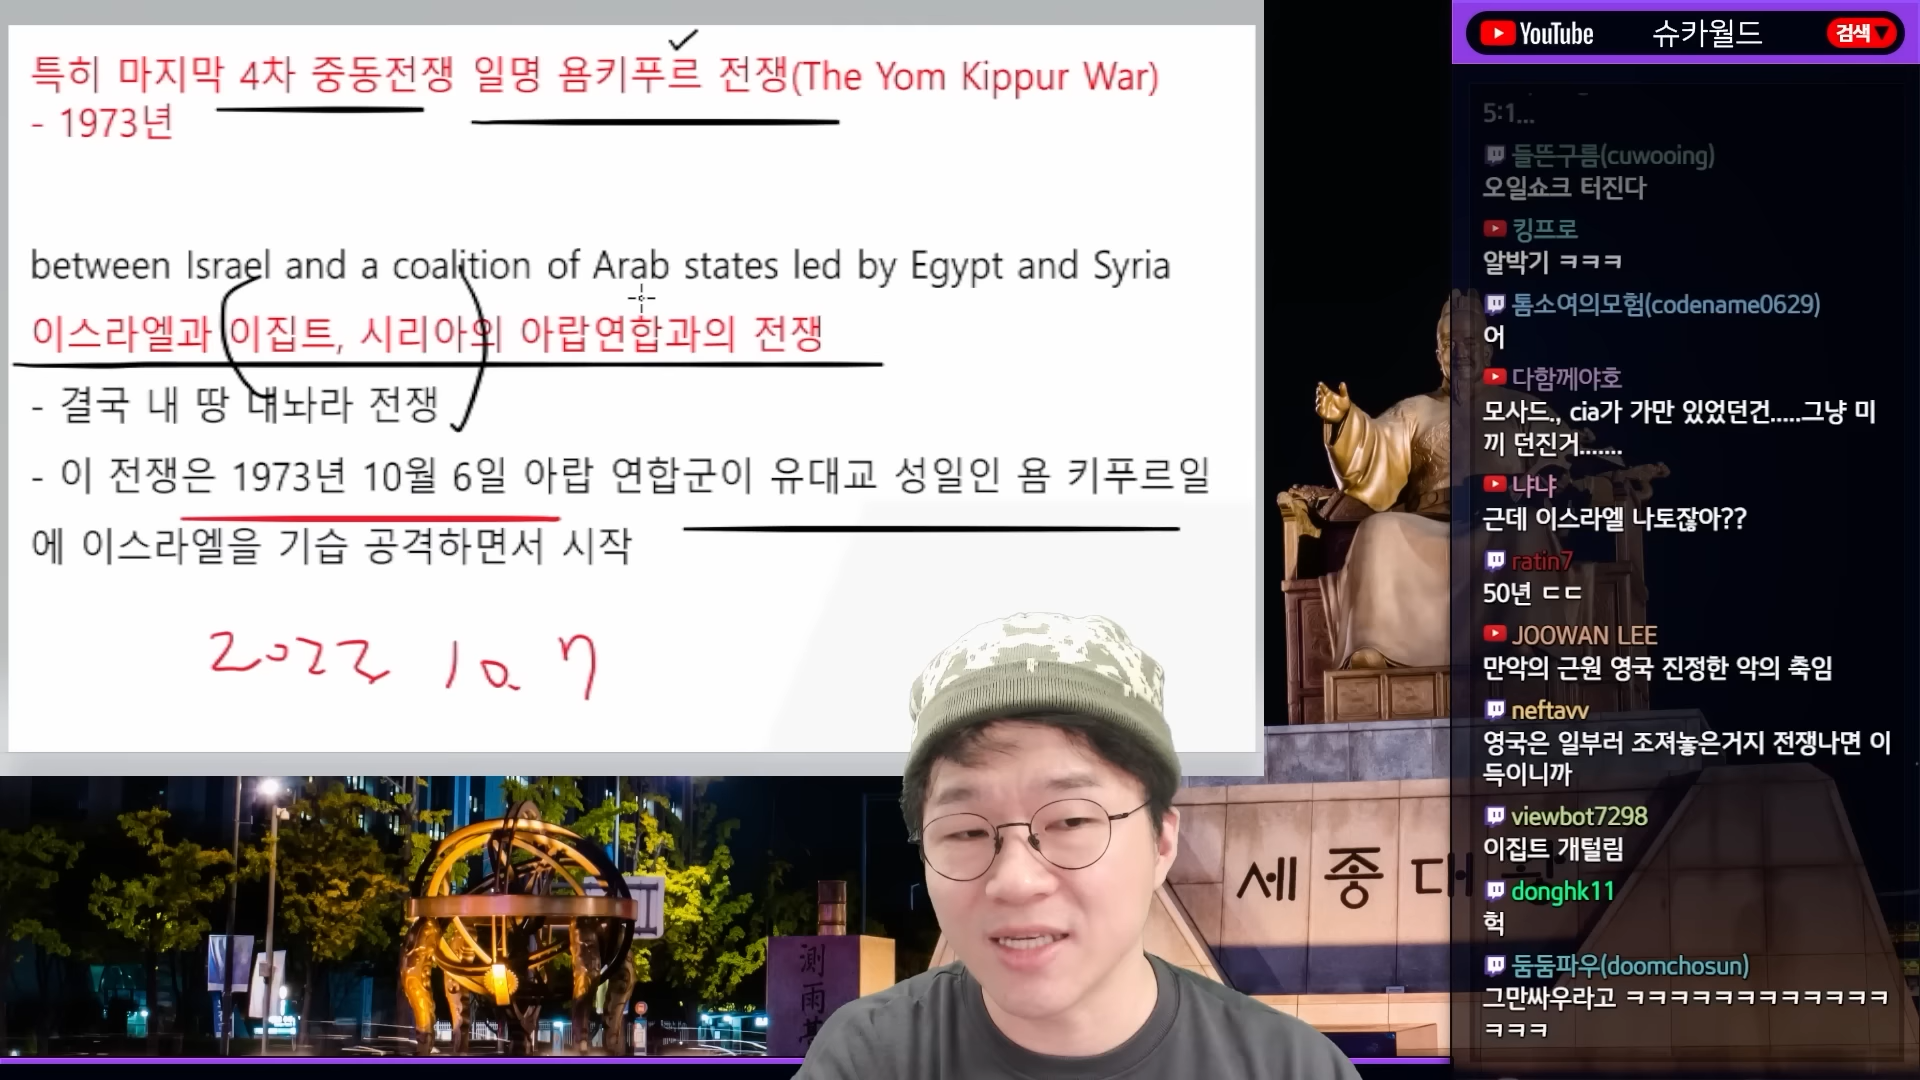 특히 마지막 4차 중동전쟁 일명 욤키푸르 전쟁(The Yom Kippur War)
- 1973년
between Israel and a coalition of Arab states led by Egypt and Syria
이스라엘과 이집트, 시리아의 아랍연합과의 전쟁
- 결국 내 땅 내놔라 전쟁
- 이 전쟁은 1973년 10월 6일 아랍 연합군이 유대교 성일인 욤 키푸르일
에 이스라엘을 기습 공격하면서 시작
2022 10.7
세종대
測雨
YouTube 슈카월드 검색▼
5:1...
들뜬구름(cuwooing)
오일쇼크 터진다
킹프로
알박기 ㅋㅋㅋ
톰소여의모험(codename0629)
어
다함께야호
모사드., cia가 가만 있었던건.....그냥 미
끼 던진거.......
냐냐
근데 이스라엘 나토잖아??
ratin7
50년 ㄷㄷ
JOOWAN LEE
만악의 근원 영국 진정한 악의 축임
neftavv
영국은 일부러 조져놓은거지 전쟁나면 이
득이니까
viewbot7298
이집트 개털림
donghk11
헉
둠둠파우(doomchosun)
그만싸우라고 ㅋㅋㅋㅋㅋㅋㅋㅋㅋㅋㅋㅋ
ㅋㅋㅋ